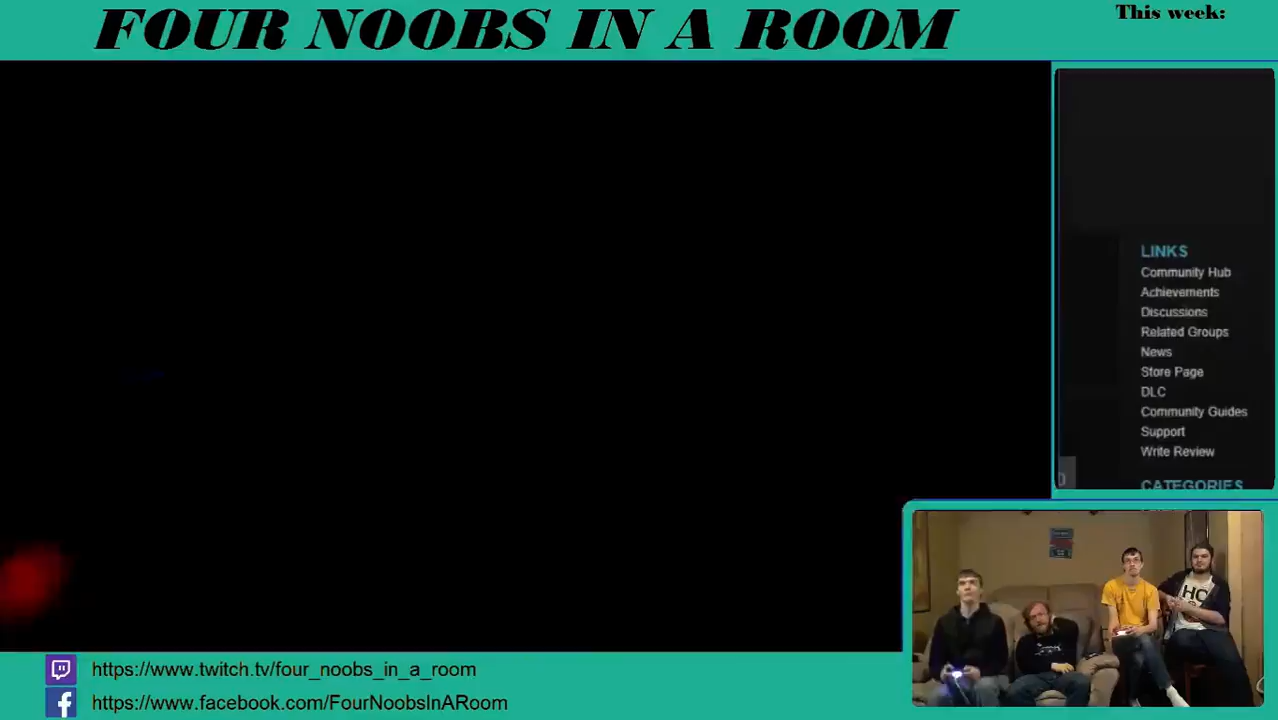 FOUR NOOBS IN A ROOM
This week:
LINKS
Community Hub
Achievements
Discussions
Related Groups
News
Store Page
DLC
Community Guides
Support
Write Review
CATEGORIES
https://www.twitch.tv/four_noobs_in_a_room
https://www.facebook.com/FourNoobsInARoom